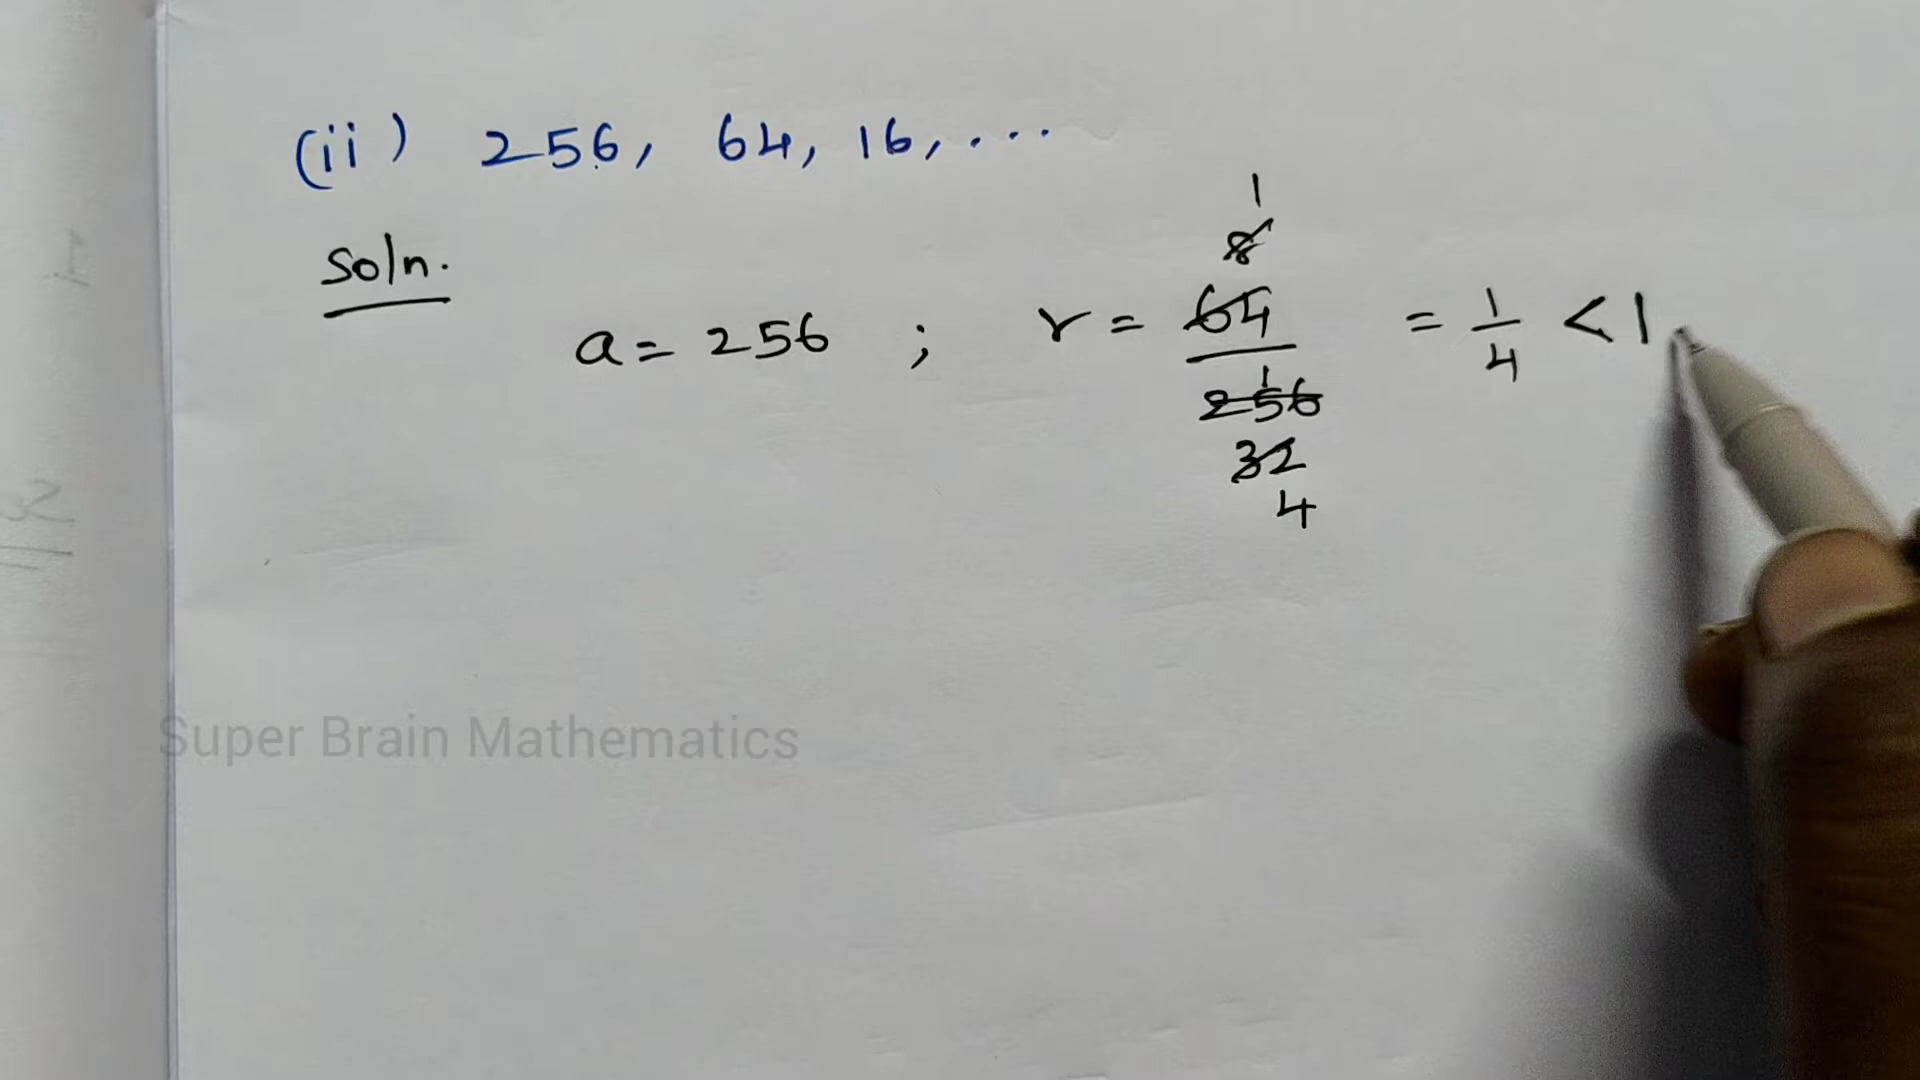 (ii) 256, 64, 16, ...
Soln.
a = 256 ; r = 64/256 = 1/4 < 1
1
8
1
32
4
Super Brain Mathematics